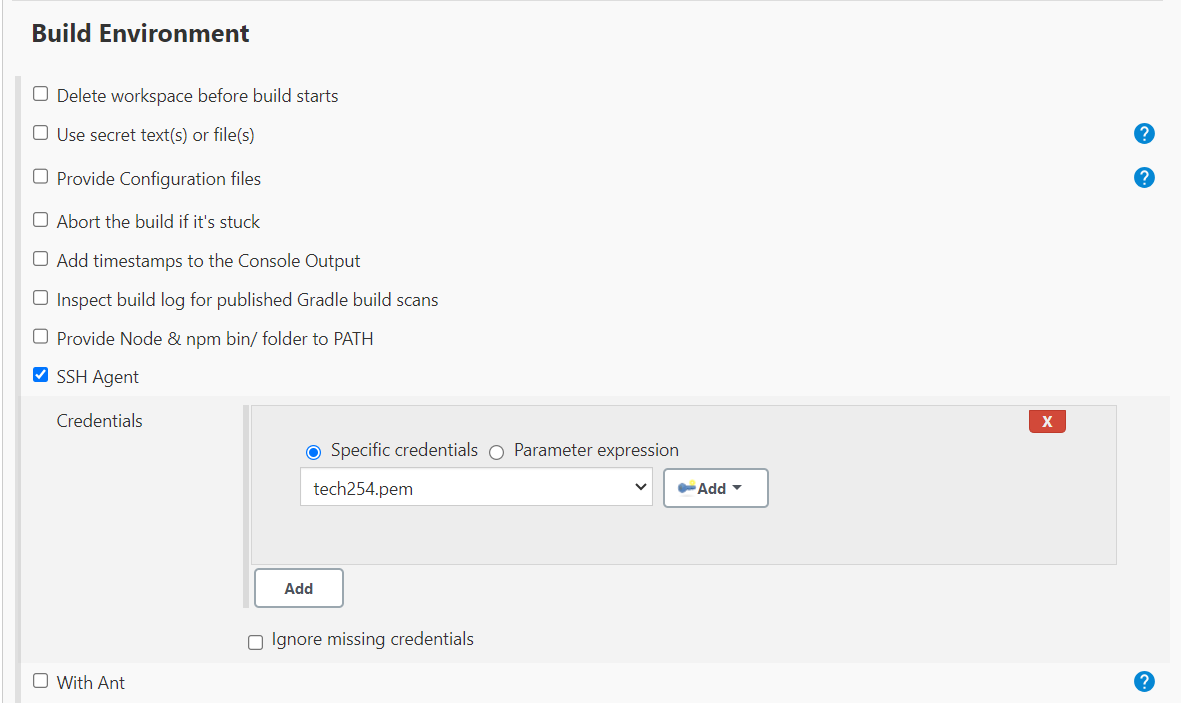 Build Environment
Delete workspace before build starts
Use secret text(s) or file(s)
?
Provide Configuration files
?
Abort the build if it's stuck
Add timestamps to the Console Output
Inspect build log for published Gradle build scans
Provide Node & npm bin/ folder to PATH
SSH Agent
Credentials
X
Specific credentials Parameter expression
tech254.pem Add
Add
Ignore missing credentials
With Ant
?